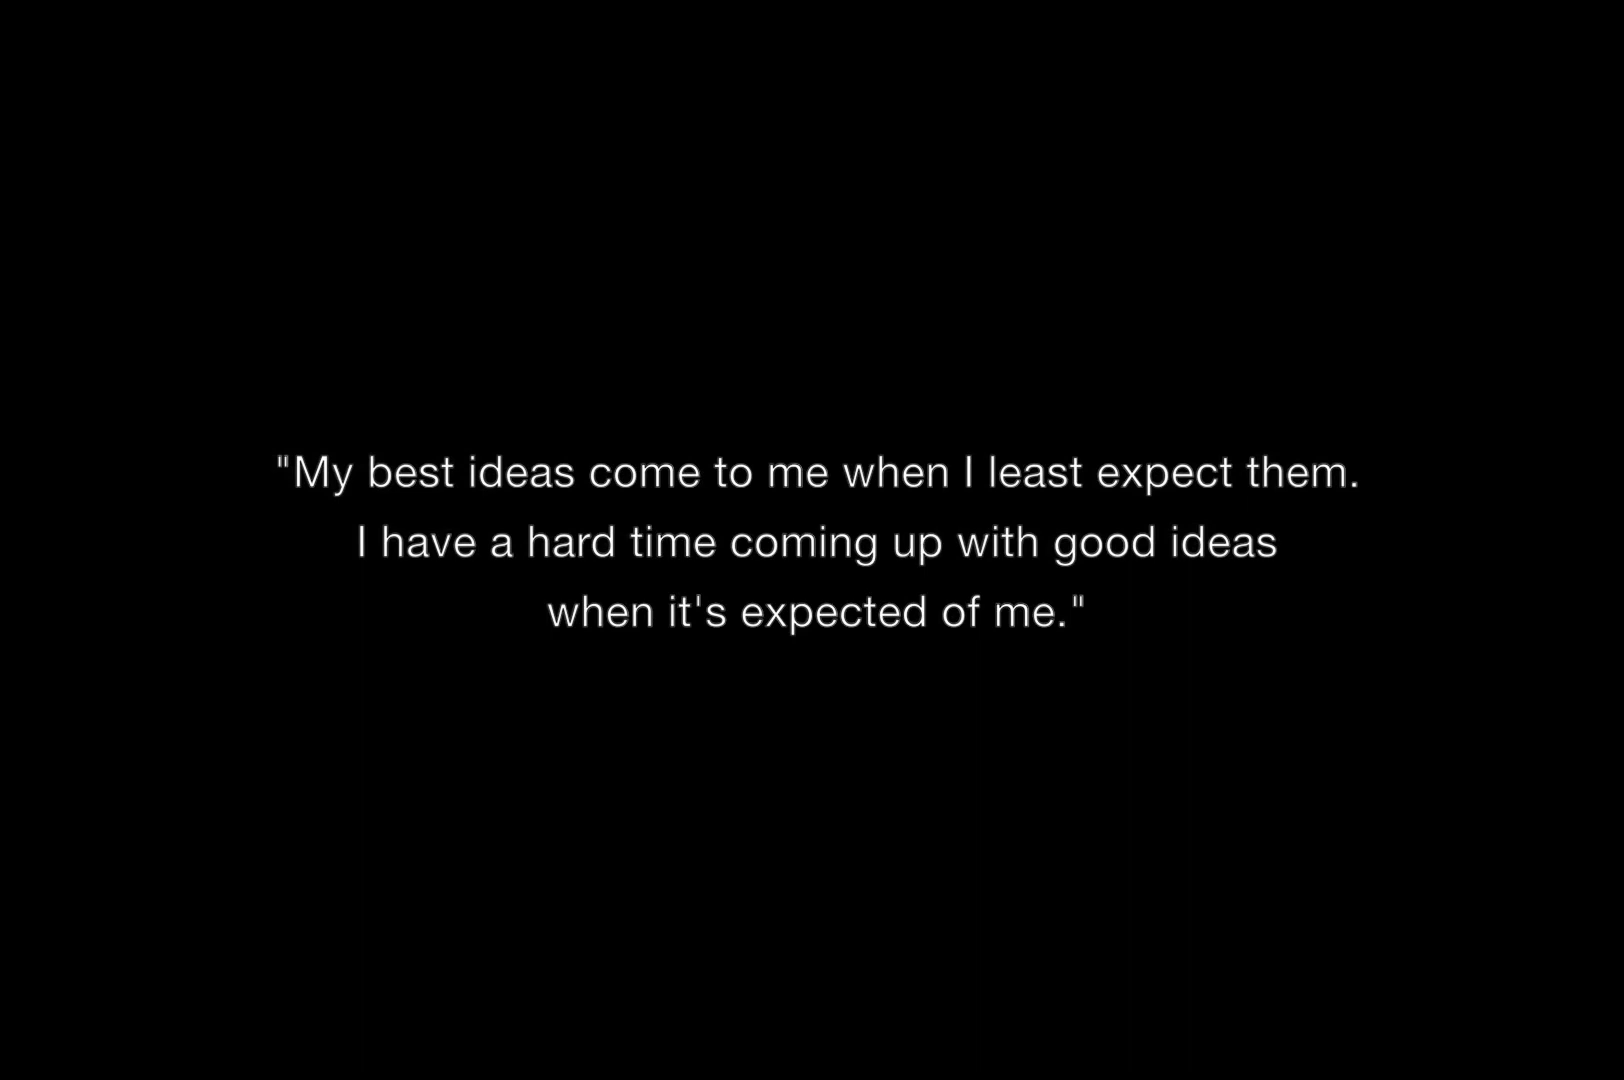 "My best ideas come to me when I least expect them.
I have a hard time coming up with good ideas
when it's expected of me."